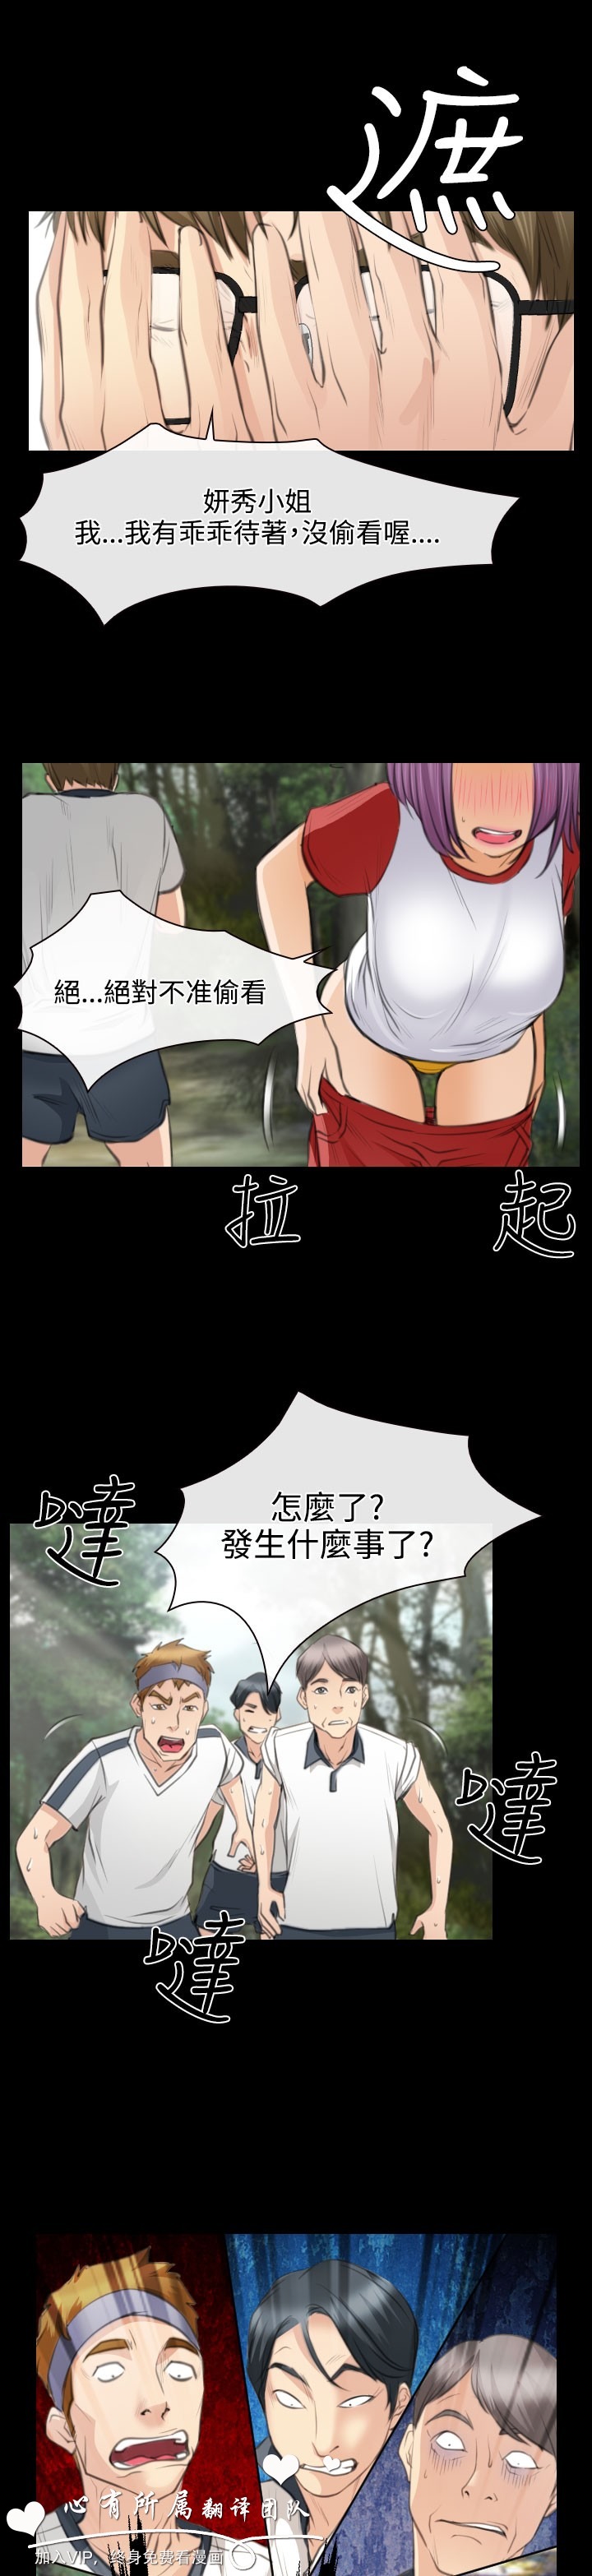 遮
妍秀小姐
我...我有乖乖待著,沒偷看喔....
絕...絕對不准偷看
拉起
怎麼了?
發生什麼事了?
噠
噠
噠
心有所属翻译团队
加入VIP，终身免费看漫画